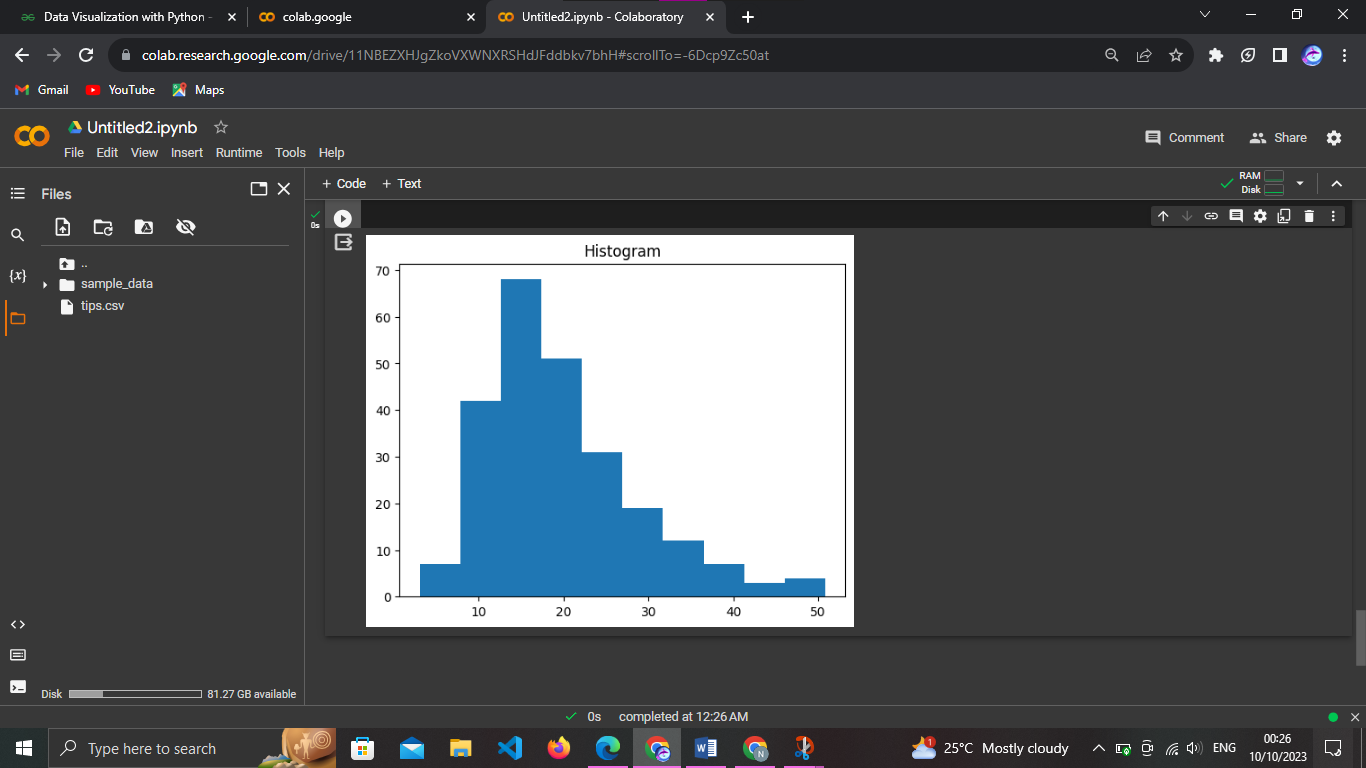 Data Visualization with Python -
colab.google
Untitled2.ipynb - Colaboratory
colab.research.google.com/drive/11NBEZXHJgZkoVXWNXRSHdJFddbkv7bhH#scrollTo=-6Dcp9Zc50at
Gmail YouTube Maps
Untitled2.ipynb
File Edit View Insert Runtime Tools Help
Comment Share
Files
+ Code + Text
RAM
Disk
..
sample_data
tips.csv
{x}
0s
Histogram
70
60
50
40
30
20
10
0
10 20 30 40 50
Disk 81.27 GB available
0s completed at 12:26 AM
Type here to search
N
1
25°C Mostly cloudy
ENG
00:26
10/10/2023